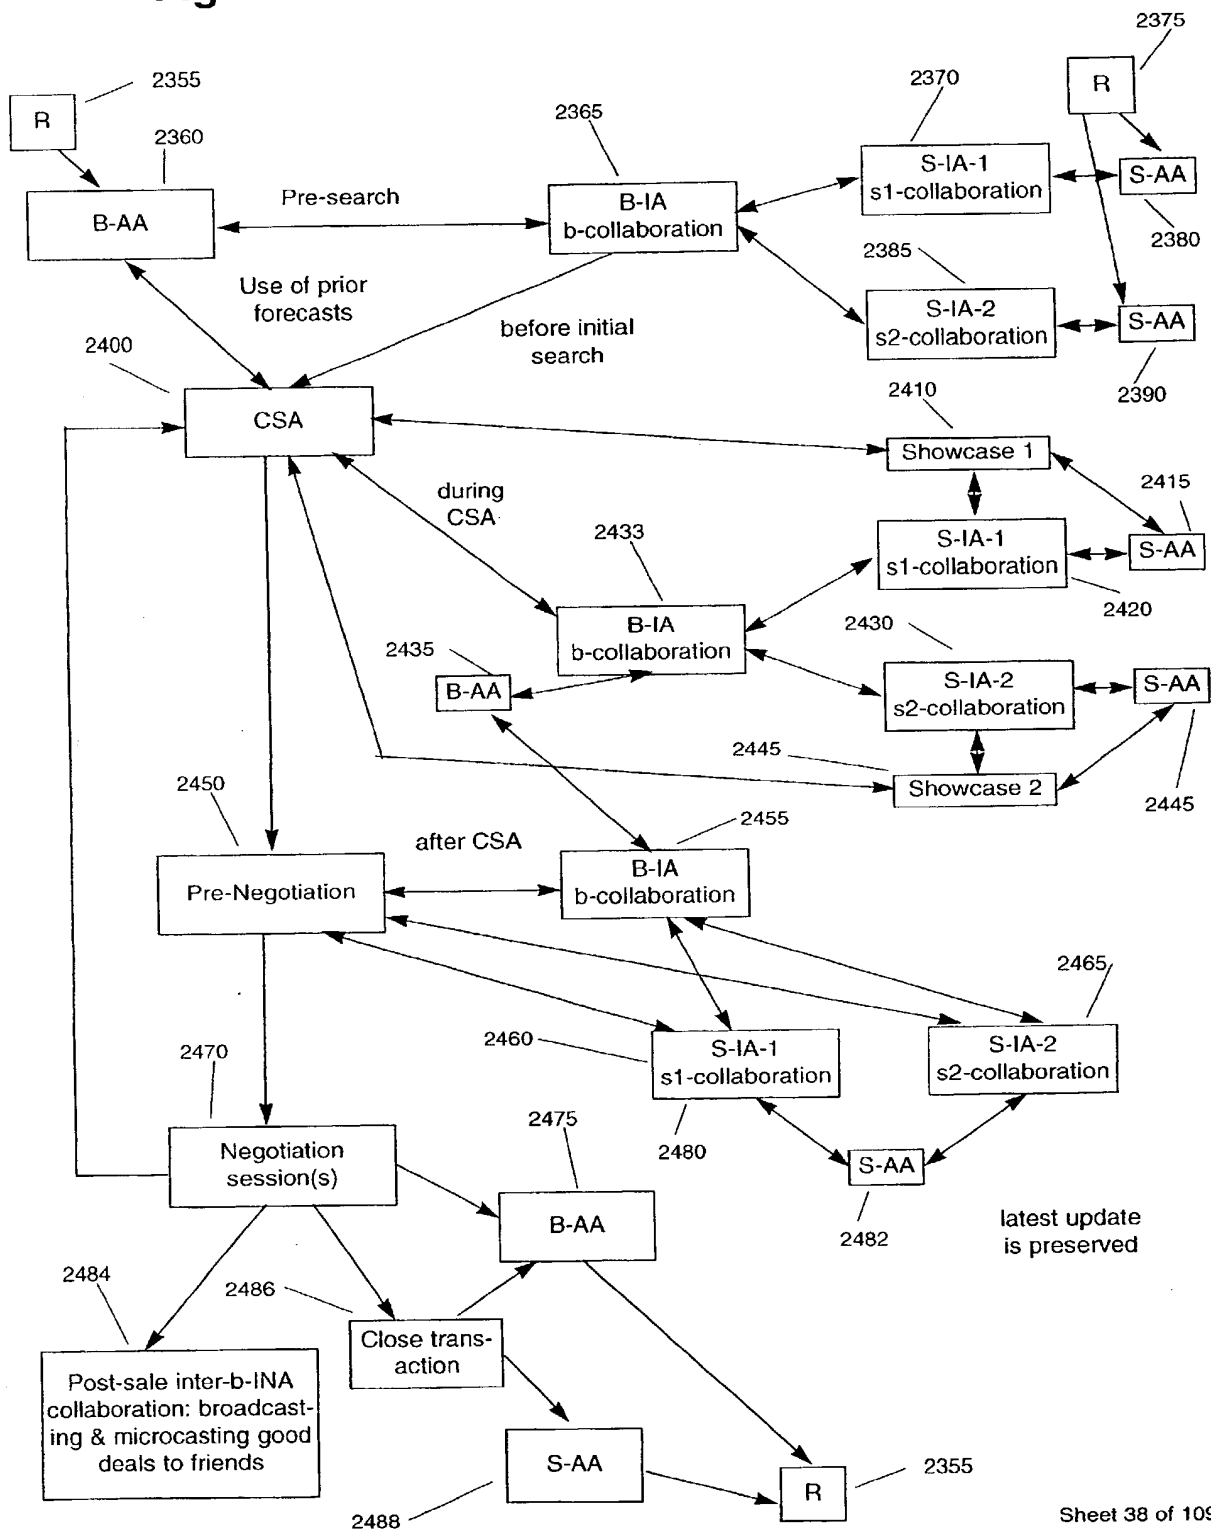 2375
2355
R
2370
R
2365
2360
S-IA-1
s1-collaboration
S-AA
B-AA
Pre-search
B-IA
b-collaboration
2380
2385
Use of prior
forecasts
S-IA-2
s2-collaboration
S-AA
before initial
search
2400
2390
2410
CSA
Showcase 1
during
CSA
2415
2433
S-IA-1
s1-collaboration
S-AA
2420
B-IA
b-collaboration
2430
2435
B-AA
S-IA-2
s2-collaboration
S-AA
2445
Showcase 2
2445
2450
2455
after CSA
Pre-Negotiation
B-IA
b-collaboration
2465
2460
S-IA-1
s1-collaboration
S-IA-2
s2-collaboration
2470
2475
2480
Negotiation
session(s)
S-AA
B-AA
2482
latest update
is preserved
2484
2486
Close trans-
action
Post-sale inter-b-INA
collaboration: broadcast-
ing & microcasting good
deals to friends
S-AA
R
2355
2488
Sheet 38 of 109